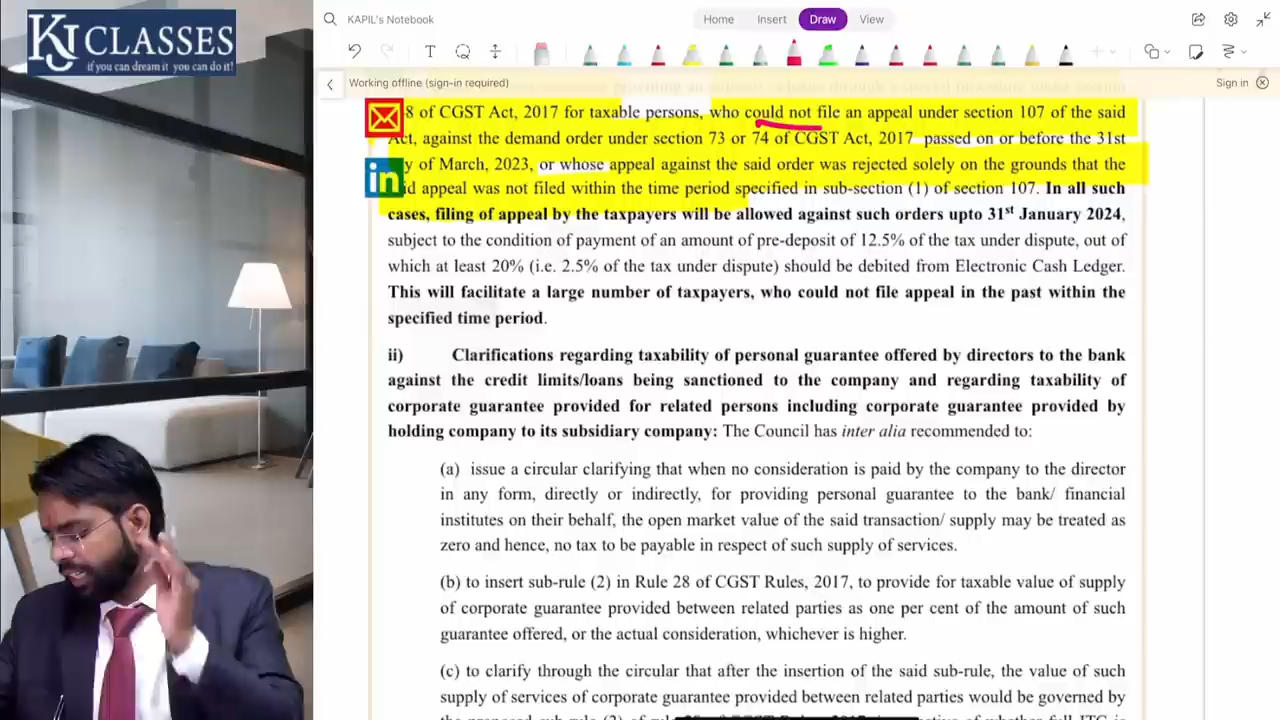 KJ CLASSES
if you can dream it you can do it!
KAPIL's Notebook
Home Insert Draw View
Working offline (sign-in required)
Sign in
8 of CGST Act, 2017 for taxable persons, who could not file an appeal under section 107 of the said
Act, against the demand order under section 73 or 74 of CGST Act, 2017 passed on or before the 31st
of March, 2023, or whose appeal against the said order was rejected solely on the grounds that the
appeal was not filed within the time period specified in sub-section (1) of section 107. In all such
cases, filing of appeal by the taxpayers will be allowed against such orders upto 31st January 2024,
subject to the condition of payment of an amount of pre-deposit of 12.5% of the tax under dispute, out of
which at least 20% (i.e. 2.5% of the tax under dispute) should be debited from Electronic Cash Ledger.
This will facilitate a large number of taxpayers, who could not file appeal in the past within the
specified time period.
ii) Clarifications regarding taxability of personal guarantee offered by directors to the bank
against the credit limits/loans being sanctioned to the company and regarding taxability of
corporate guarantee provided for related persons including corporate guarantee provided by
holding company to its subsidiary company: The Council has inter alia recommended to:
(a) issue a circular clarifying that when no consideration is paid by the company to the director
in any form, directly or indirectly, for providing personal guarantee to the bank/ financial
institutes on their behalf, the open market value of the said transaction/ supply may be treated as
zero and hence, no tax to be payable in respect of such supply of services.
(b) to insert sub-rule (2) in Rule 28 of CGST Rules, 2017, to provide for taxable value of supply
of corporate guarantee provided between related parties as one per cent of the amount of such
guarantee offered, or the actual consideration, whichever is higher.
(c) to clarify through the circular that after the insertion of the said sub-rule, the value of such
supply of services of corporate guarantee provided between related parties would be governed by